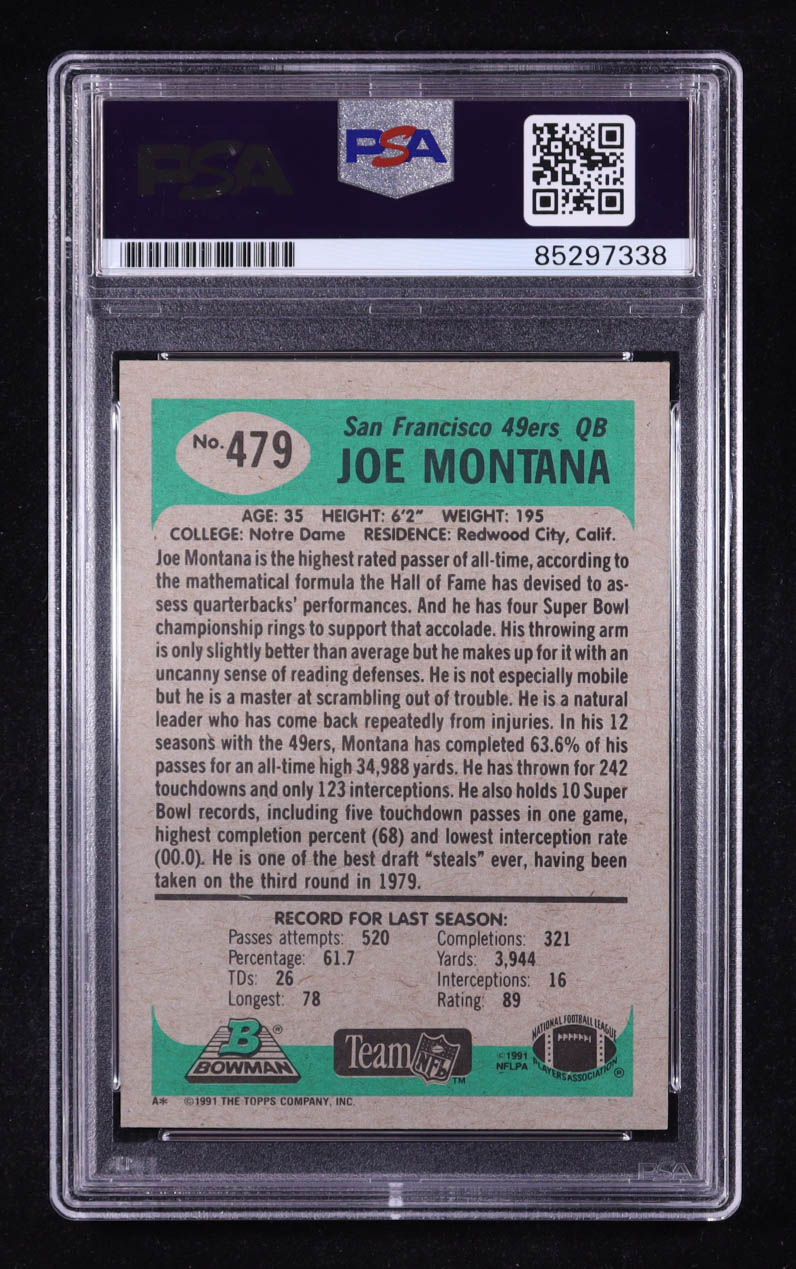 PSA
PSA
85297338
No. 479
San Francisco 49ers QB
JOE MONTANA
AGE: 35 HEIGHT: 6'2" WEIGHT: 195
COLLEGE: Notre Dame RESIDENCE: Redwood City, Calif.
Joe Montana is the highest rated passer of all-time, according to
the mathematical formula the Hall of Fame has devised to as-
sess quarterbacks' performances. And he has four Super Bowl
championship rings to support that accolade. His throwing arm
is only slightly better than average but he makes up for it with an
uncanny sense of reading defenses. He is not especially mobile
but he is a master at scrambling out of trouble. He is a natural
leader who has come back repeatedly from injuries. In his 12
seasons with the 49ers, Montana has completed 63.6% of his
passes for an all-time high 34,988 yards. He has thrown for 242
touchdowns and only 123 interceptions. He also holds 10 Super
Bowl records, including five touchdown passes in one game,
highest completion percent (68) and lowest interception rate
(00.0). He is one of the best draft "steals" ever, having been
taken on the third round in 1979.
RECORD FOR LAST SEASON:
Passes attempts: 520 Completions: 321
Percentage: 61.7 Yards: 3,944
TDs: 26 Interceptions: 16
Longest: 78 Rating: 89
B ®
BOWMAN
Team NFL ™
© 1991
NFLPA
NATIONAL FOOTBALL LEAGUE
PLAYERS ASSOCIATION ®
A* ©1991 THE TOPPS COMPANY, INC.
PSA